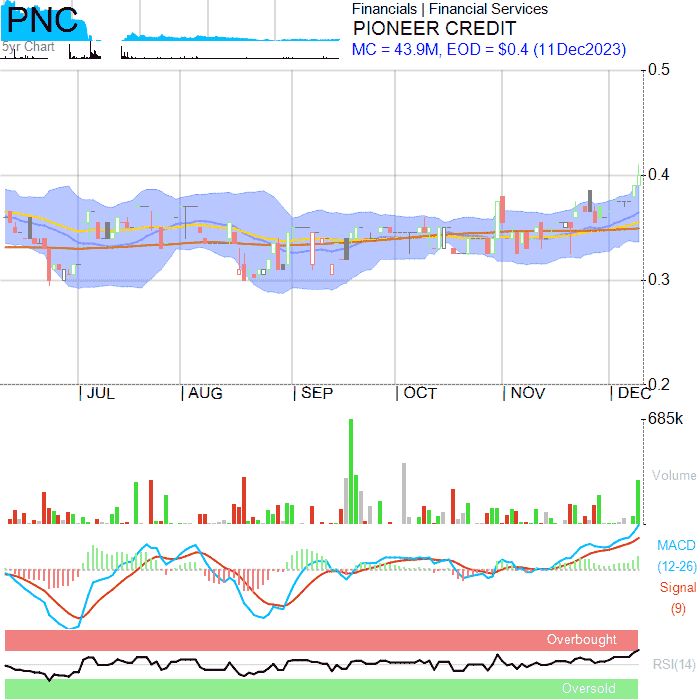 PNC
5yr Chart
Financials | Financial Services
PIONEER CREDIT
MC = 43.9M, EOD = $0.4 (11Dec2023)
0.5
0.4
0.3
0.2
JUL AUG SEP OCT NOV DEC
685k
Volume
MACD
(12-26)
Signal
(9)
Overbought
RSI(14)
Oversold